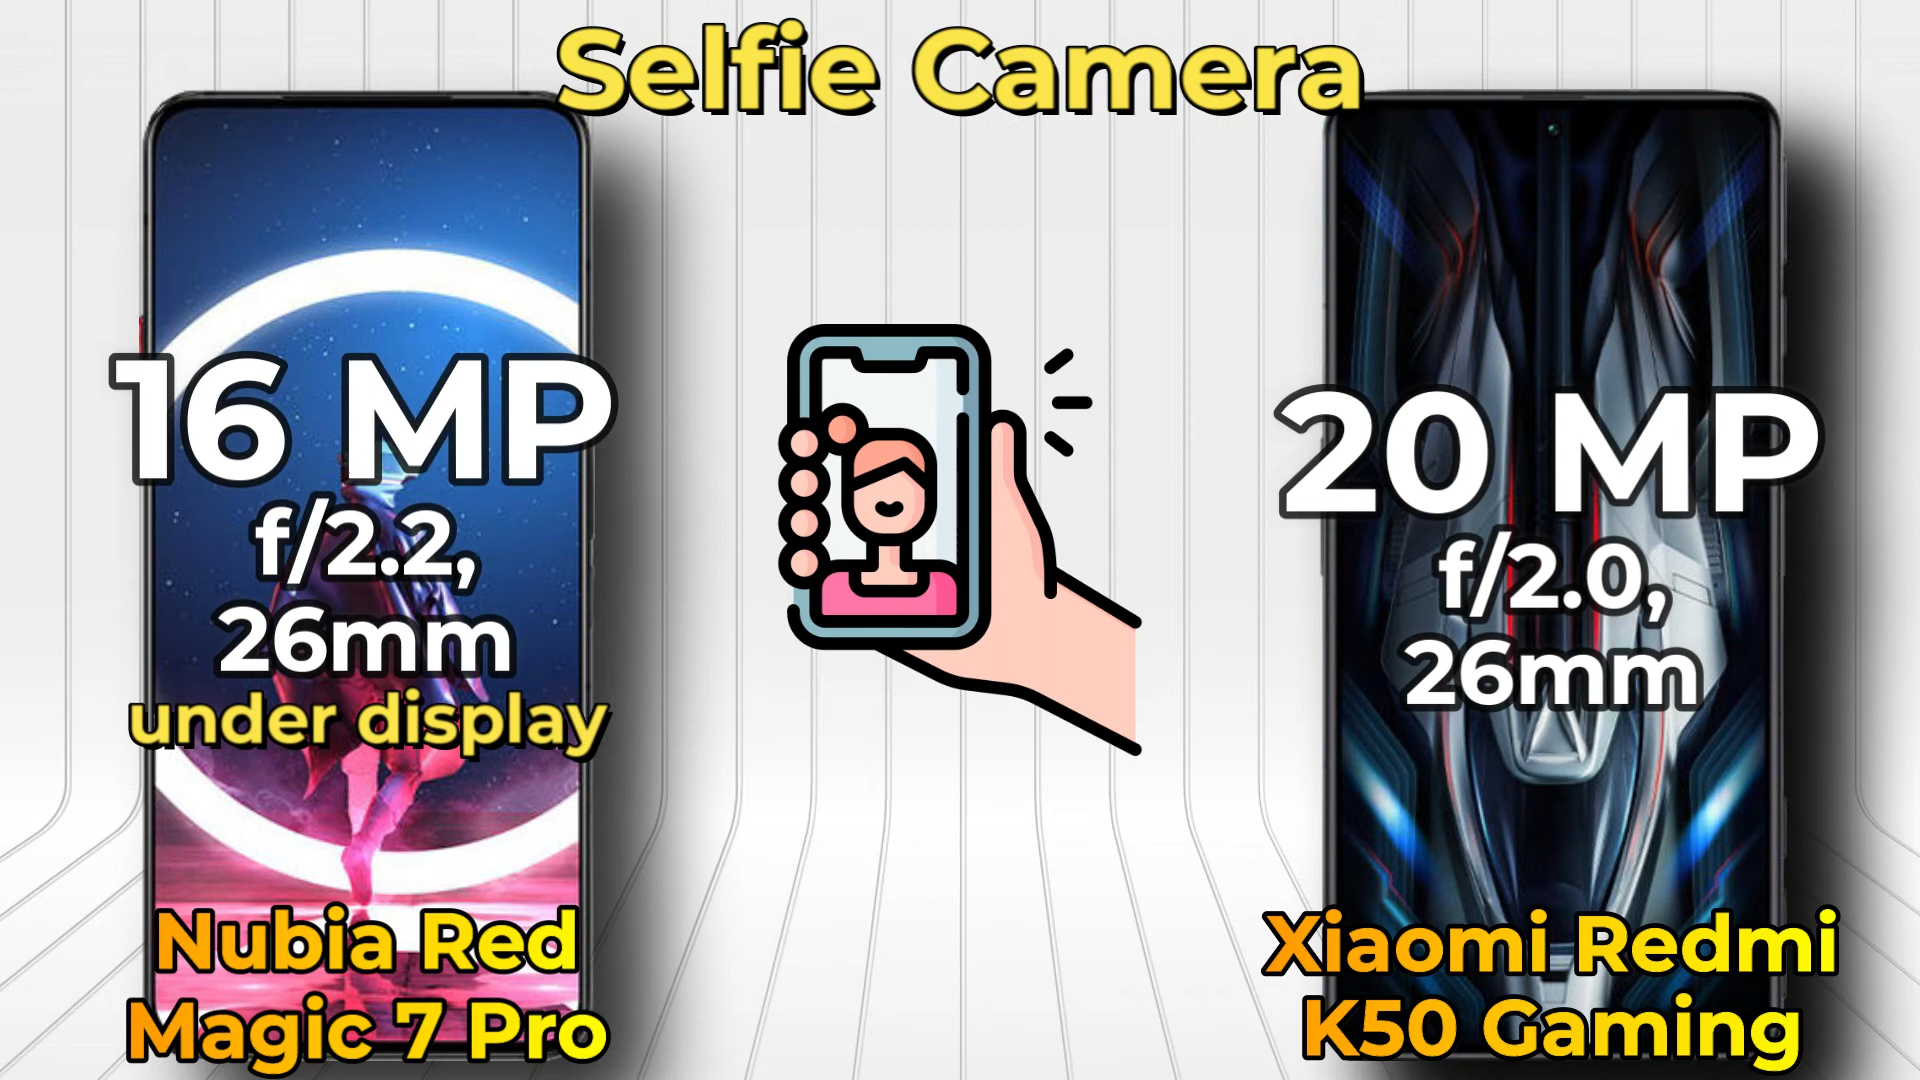 Selfie Camera
16 MP
f/2.2,
26mm
under display
Nubia Red
Magic 7 Pro
20 MP
f/2.0,
26mm
Xiaomi Redmi
K50 Gaming